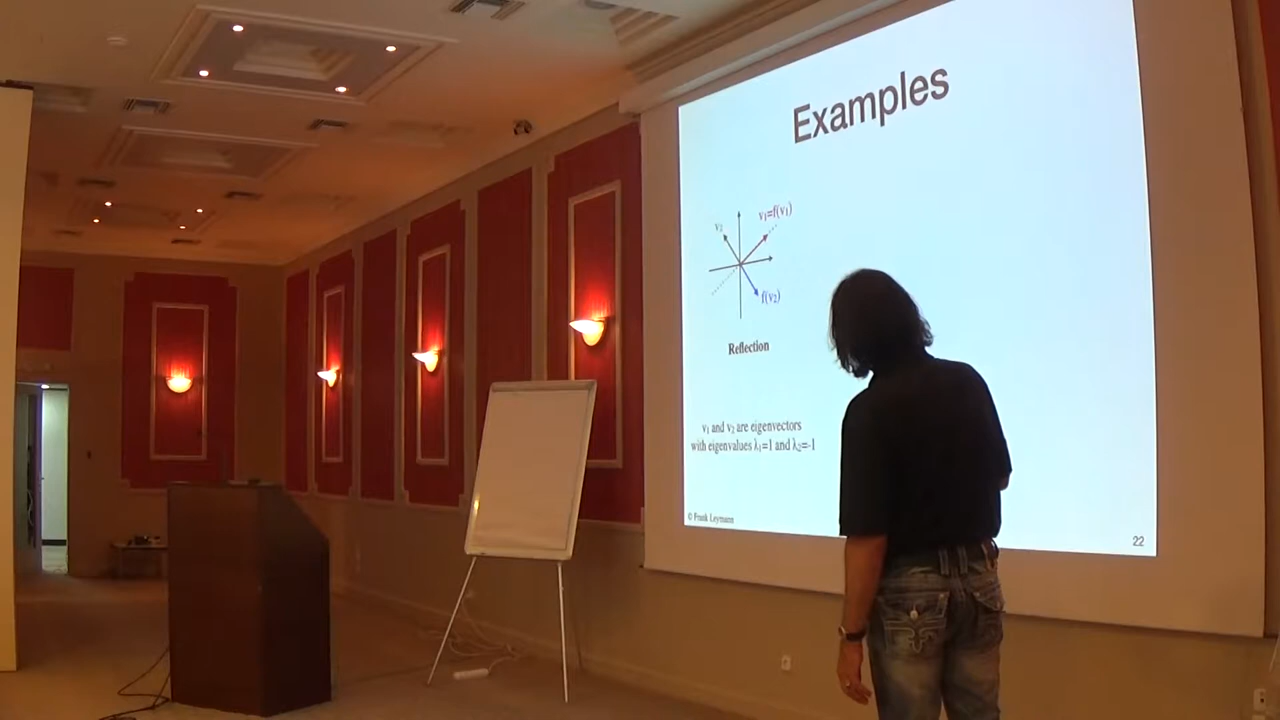 Examples
v₁=f(v₁)
v₂
f(v₂)
Reflection
v₁ and v₂ are eigenvectors
with eigenvalues λ₁=1 and λ₂=-1
© Frank Leymann
22